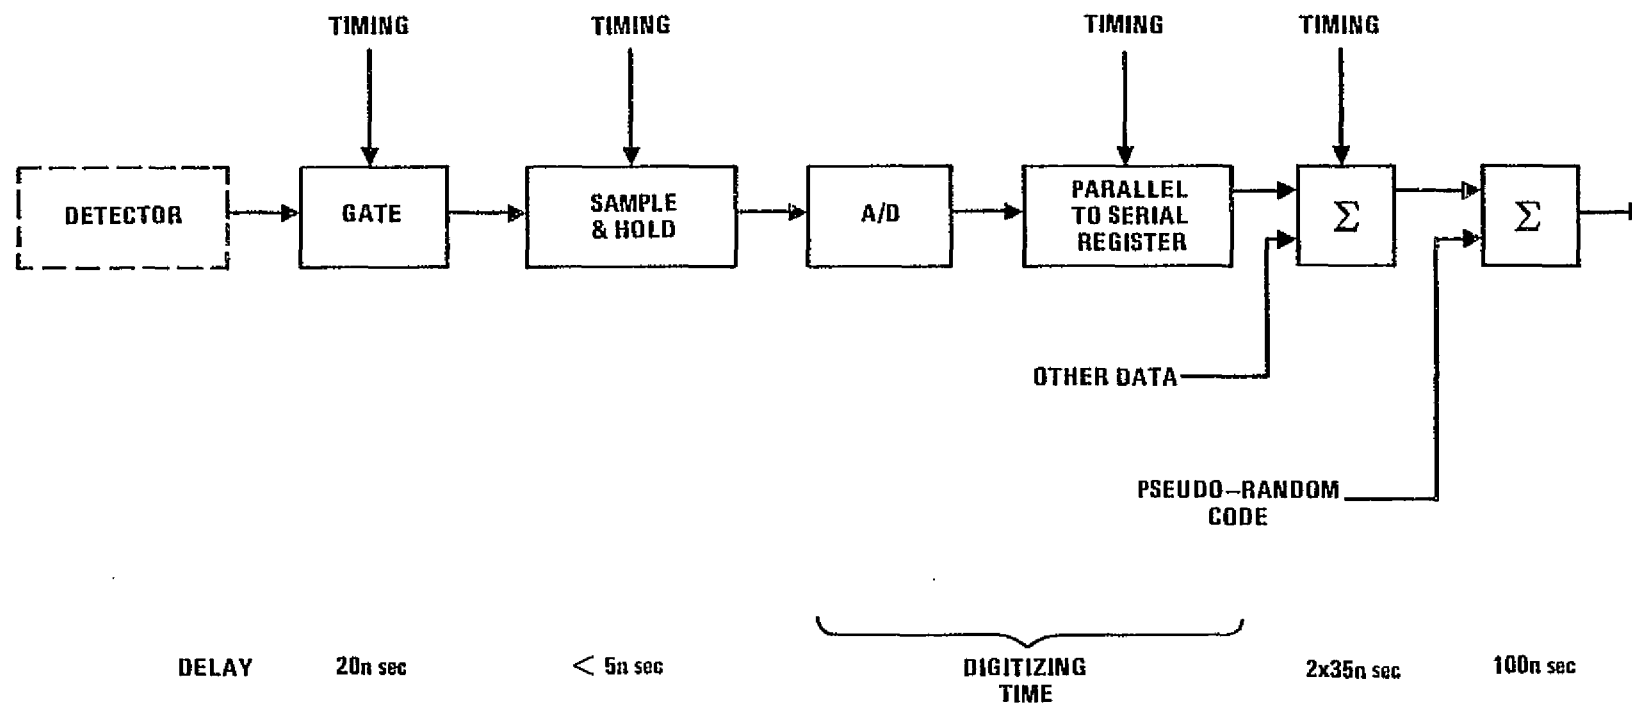 TIMING
TIMING
TIMING
TIMING
DETECTOR
GATE
SAMPLE
& HOLD
A/D
PARALLEL
TO SERIAL
REGISTER
Σ
Σ
OTHER DATA
PSEUDO–RANDOM
CODE
DELAY
20n sec
< 5n sec
DIGITIZING
TIME
2x35n sec
100n sec